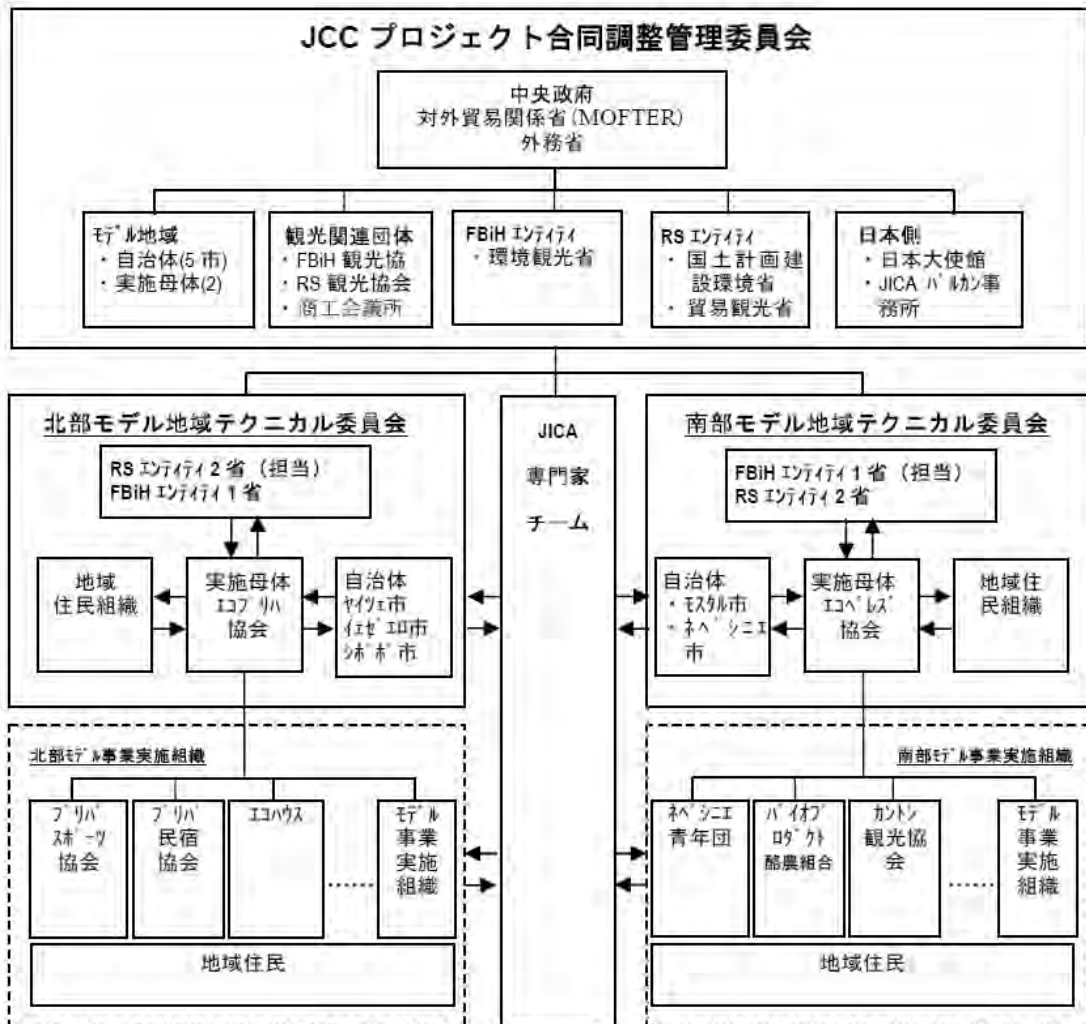 JCC プロジェクト合同調整管理委員会
中央政府
対外貿易関係省(MOFTER)
外務省
ﾓﾃﾞﾙ地域
・自治体(5 市)
・実施母体(2)
観光関連団体
・FBiH 観光協
・RS 観光協会
・商工会議所
FBiH ｴﾝﾃｨﾃｨ
・環境観光省
RS ｴﾝﾃｨﾃｨ
・国土計画建
設環境省
・貿易観光省
日本側
・日本大使館
・JICA ﾊﾞﾙｶﾝ事
務所
北部モデル地域テクニカル委員会
RS ｴﾝﾃｨﾃｨ 2 省（担当）
FBiH ｴﾝﾃｨﾃｨ 1 省
地域
住民組織
実施母体
ｴｺﾌﾟﾘﾊﾞ
協会
自治体
ﾔｲﾂｪ市
ｲｪｾﾞｴﾛ市
ｼﾎﾟﾎﾞ市
JICA
専門家
チーム
南部モデル地域テクニカル委員会
FBiH ｴﾝﾃｨﾃｨ 1 省（担当）
RS ｴﾝﾃｨﾃｨ 2 省
自治体
・ﾓｽﾀﾙ市
・ﾈﾍﾞｼﾆｴ
市
実施母体
ｴｺﾍﾞﾚｽﾞ
協会
地域住
民組織
北部ﾓﾃﾞﾙ事業実施組織
ﾌﾟﾘﾊﾞ
ｽﾎﾟｰﾂ
協会
ﾌﾟﾘﾊﾞ
民宿
協会
ｴｺﾊｳｽ
……
ﾓﾃﾞﾙ
事業
実施
組織
地域住民
南部ﾓﾃﾞﾙ事業実施組織
ﾈﾍﾞｼﾆｴ
青年団
ﾊﾞｲｵﾌﾟ
ﾛﾀﾞｸﾄ
酪農組合
ｶﾝﾄﾝ
観光協
会
……
ﾓﾃﾞﾙ
事業
実施
組織
地域住民